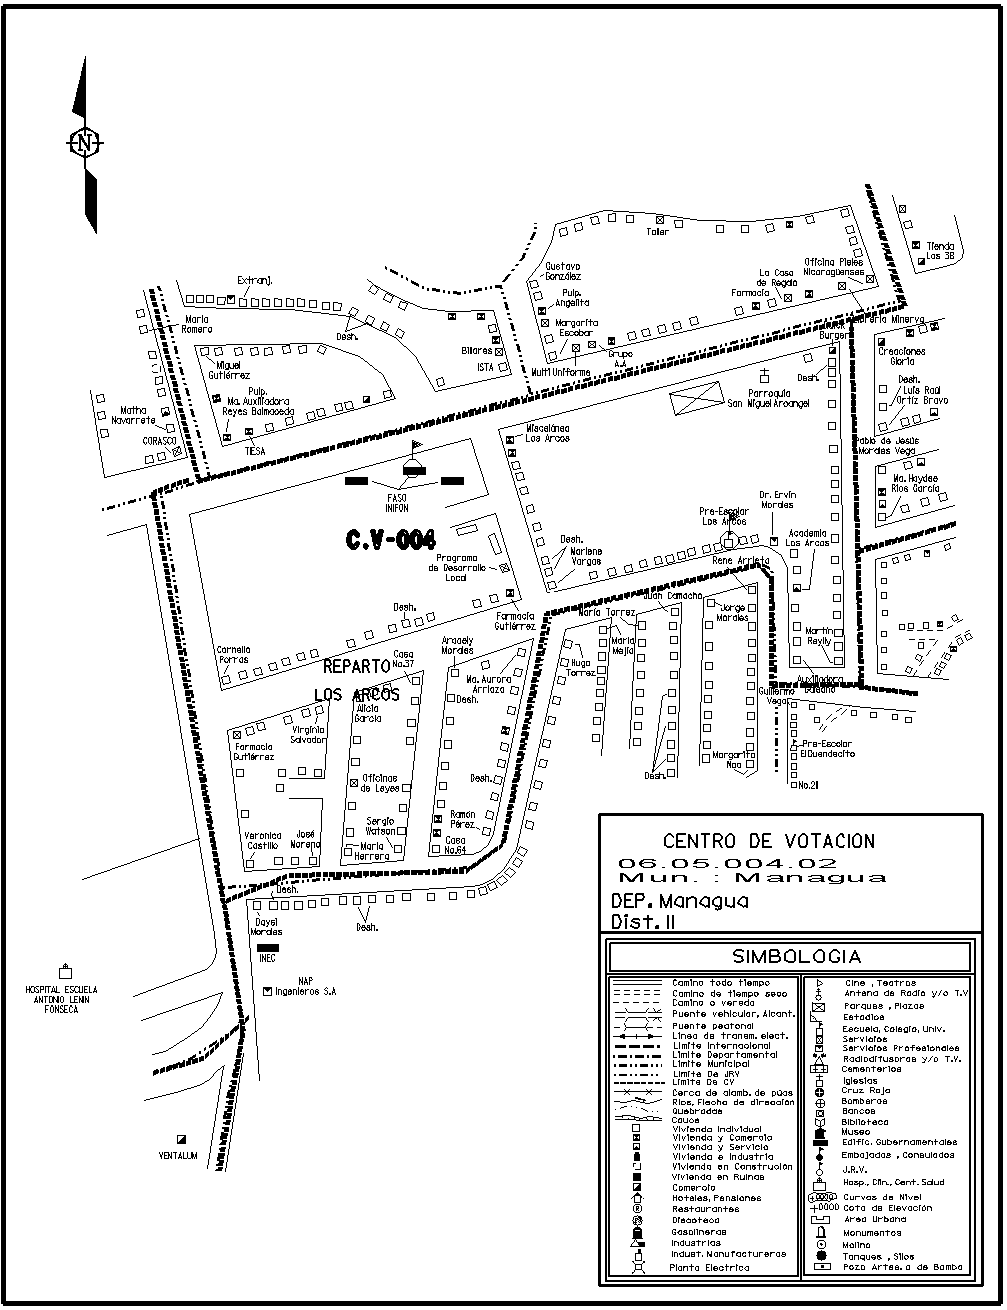 N
Taller
Tienda
Las 3B
Oficina Pieles
Nicaragüenses
La Casa
de Regalo
Farmacia
Gustavo
González
Pulp.
Angelita
Margarita
Escobar
Multi Uniforme
Grupo
A.A
Extranj.
María
Romero
Desh.
Billares
ISTA
Miguel
Gutiérrez
Pulp.
Ma. Auxiliadora
Reyes Balmaceda
TIESA
Matha
Navarrete
CORASCO
Librería Minerva
Burger
Creaciones
Gloria
Desh.
Desh.
Luis Raúl
Ortíz Bravo
Parroquia
San Miguel Arcangel
Pablo de Jesús
Morales Vega
Ma. Haydee
Ríos García
Miscelánea
Los Arcos
FASO
INIFON
C.V-004
Dr. Ervin
Morales
Pre-Escolar
Los Arcos
Academia
Los Arcos
Desh.
Marlene
Vargas
Rene Arrieta
Programa
de Desarrollo
Local
Juan Camacho
Desh.
Farmacia
Gutiérrez
María Torrez
María
Mejía
Jorge
Morales
Martín
Reylly
Cornelio
Porras
REPARTO
LOS ARCOS
Casa
No.37
Aracely
Morales
Ma. Aurora
Arriaza
Desh.
Hugo
Torrez
Auxiliadora
Galeano
Guillermo
Vega
Alicia
García
Virginia
Salvador
Farmacia
Gutiérrez
Pre-Escolar
El Duendecito
Margarita
Noa
Desh.
No.21
Oficinas
de Leyes
Desh.
Ramón
Pérez
Sergio
Watson
María
Herrera
Casa
No.64
Verónica
Castillo
José
Moreno
Desh.
Dayel
Morales
Desh.
INEC
NAP
Ingenieros S.A
HOSPITAL ESCUELA
ANTONIO LENIN
FONSECA
VENTALUM
CENTRO DE VOTACION
06.05.004.02
Mun. : Managua
DEP. Managua
Dist. II
SIMBOLOGIA
Camino todo tiempo
Camino de tiempo seco
Camino o vereda
Puente vehicular, Alcant.
Puente peatonal
Línea de transm. elect.
Límite Internacional
Límite Departamental
Límite Municipal
Límite De JRV
Límite De CV
Cerca de alamb. de púas
Ríos, Flecha de dirección
Quebradas
Cauce
Vivienda Individual
Vivienda y Comercio
Vivienda y Servicio
Vivienda e Industria
Vivienda en Construción
Vivienda en Ruinas
Comercio
Hoteles, Pensiones
Restaurantes
Discoteca
Gasolineras
Industrias
Indust. Manufactureras
Planta Electrica
Cine , Teatros
Antena de Radio y/o T.V
Parques , Plazas
Estadios
Escuela, Colegio, Univ.
Servicios
Servicios Profesionales
Radiodifusoras y/o T.V.
Cementerios
Iglesias
Cruz Roja
Bomberos
Bancos
Biblioteca
Museo
Edific. Gubernamentales
Embajadas , Consulados
J.R.V.
Hosp., Clin., Cent. Salud
Curvas de Nivel
Cota de Elevación
Area Urbana
Monumentos
Molino
Tanques , Silos
Pozo Artes. o de Bomba